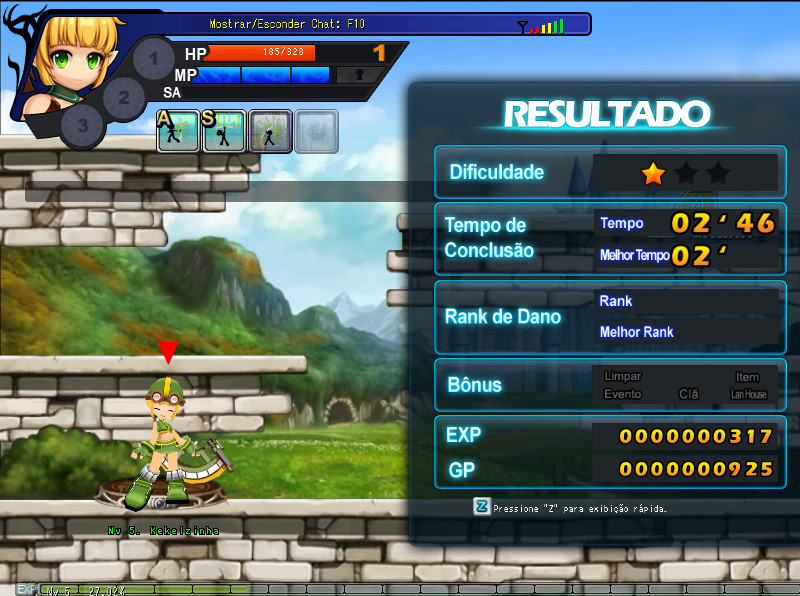 Mostrar/Esconder Chat: F10
HP 135/323 1
MP
SA
1
2
3
A S
RESULTADO
Dificuldade
Tempo de Conclusão
Tempo 02‘46
Melhor Tempo 02‘
Rank de Dano
Rank
Melhor Rank
Bônus
Limpar Item
Evento Clã Lan House
EXP 0000000317
GP 0000000925
Z Pressione "Z" para exibição rápida.
Nv 5. Kekelzinha
EXP Nv 5 27.02%